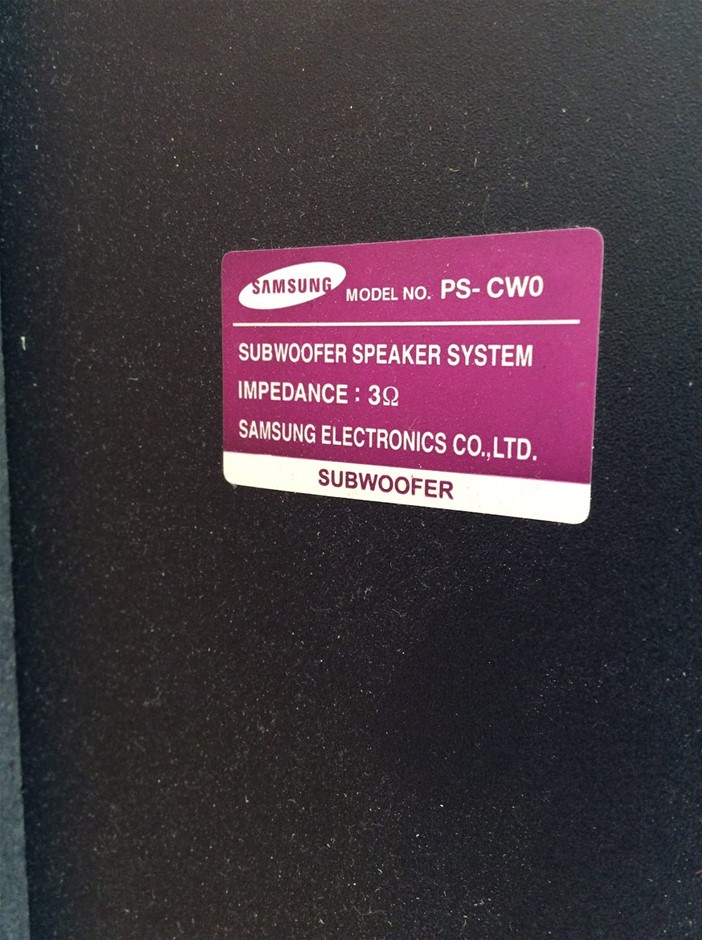 SAMSUNG MODEL NO. PS- CW0
SUBWOOFER SPEAKER SYSTEM
IMPEDANCE : 3Ω
SAMSUNG ELECTRONICS CO.,LTD.
SUBWOOFER